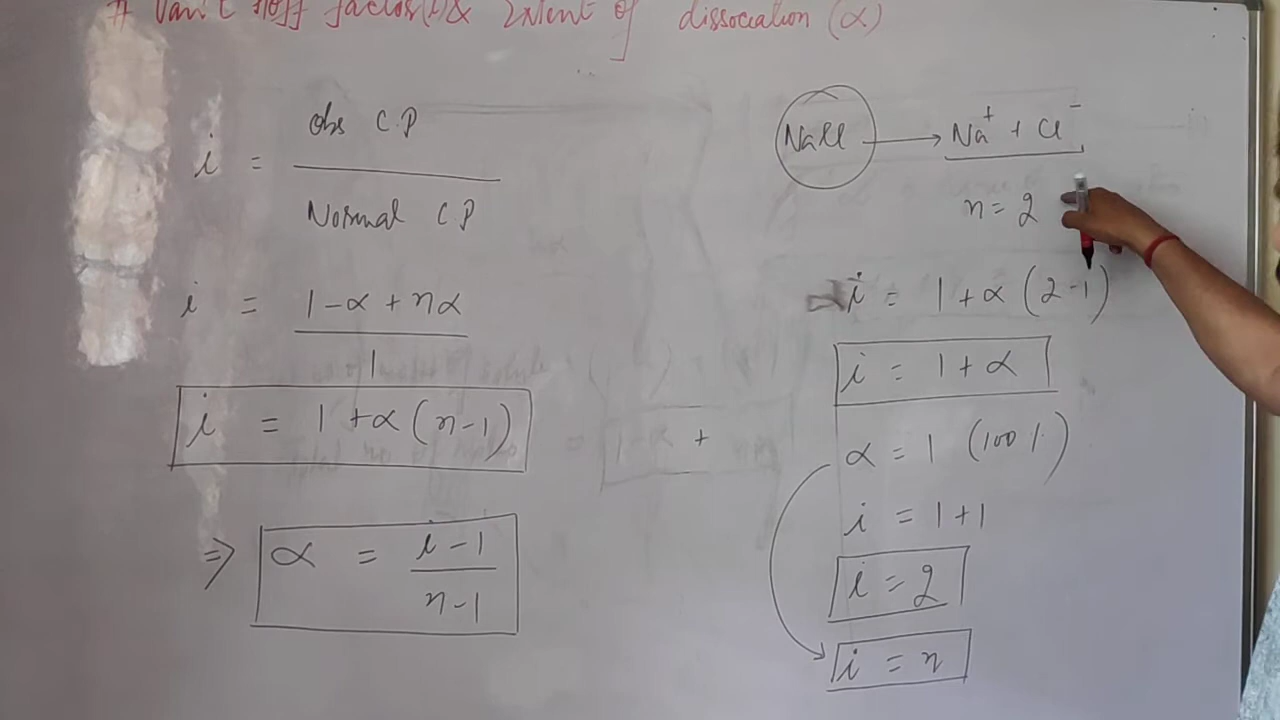 # Van't Hoff factor(i) & Extent of dissociation (α)
i = obs C.P / Normal C.P
i = 1-α+nα / 1
i = 1+α(n-1)
⇒ α = i-1 / n-1
NaCl → Na⁺ + Cl⁻
n = 2
i = 1+α(2-1)
i = 1+α
α = 1 (100%)
i = 1+1
i = 2
i = n